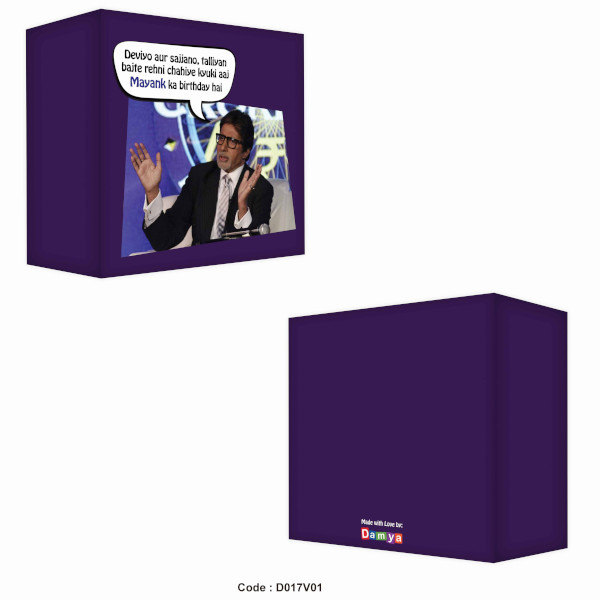 Deviyo aur sajjano, talliyan
bajte rehni chahiye kyuki aaj
Mayank ka birthday hai
Made with Love by:
Damya
Code : D017V01